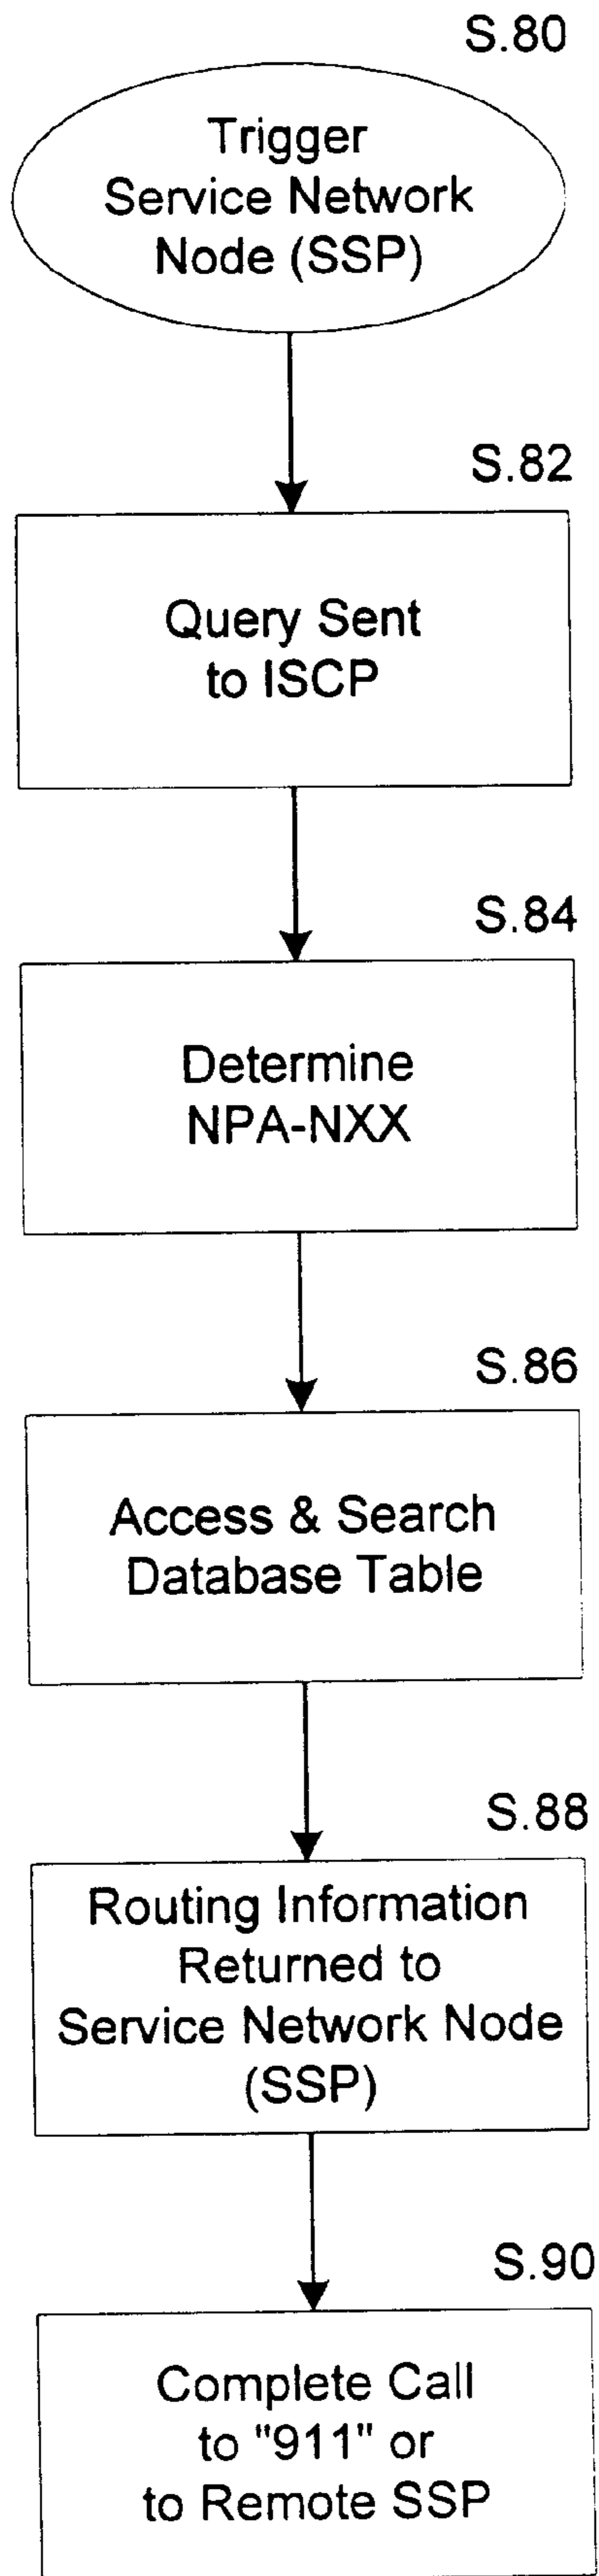 S.80
Trigger
Service Network
Node (SSP)
S.82
Query Sent
to ISCP
S.84
Determine
NPA-NXX
S.86
Access & Search
Database Table
S.88
Routing Information
Returned to
Service Network Node
(SSP)
S.90
Complete Call
to "911" or
to Remote SSP